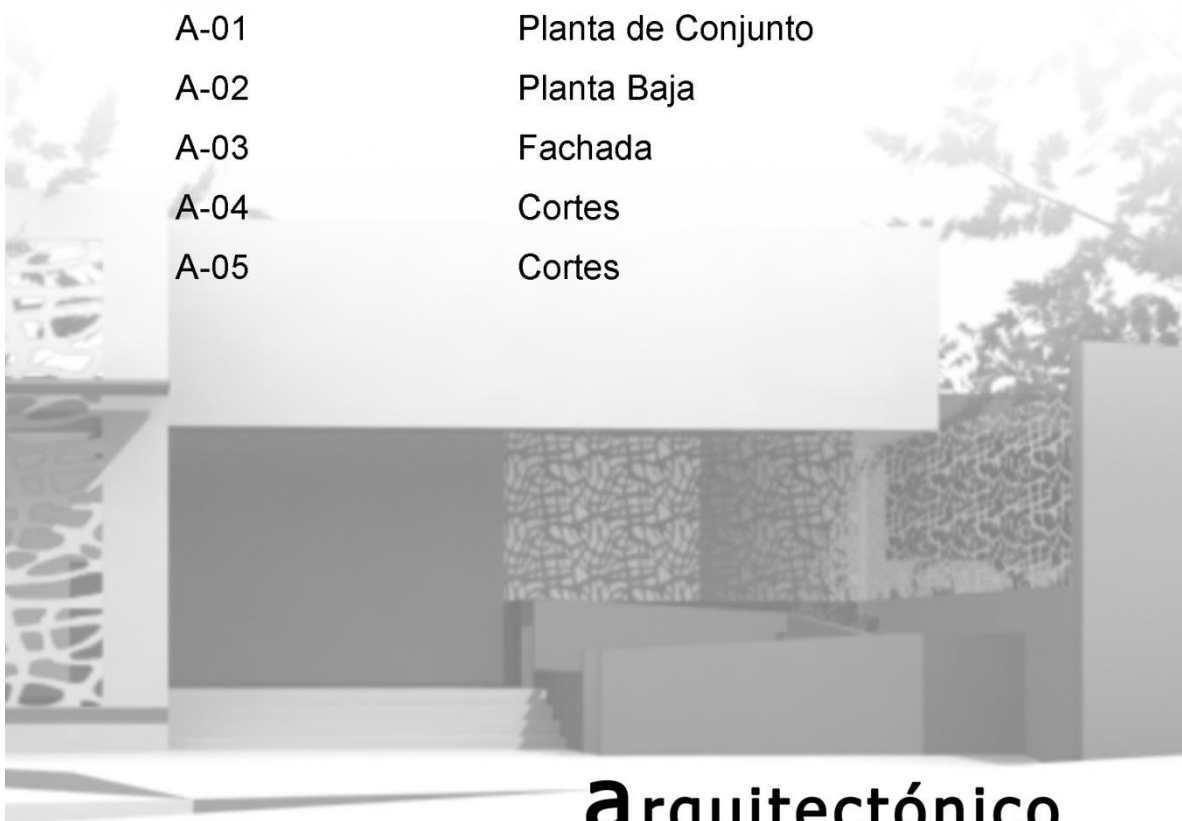 A-01 Planta de Conjunto
A-02 Planta Baja
A-03 Fachada
A-04 Cortes
A-05 Cortes
arquitectónico